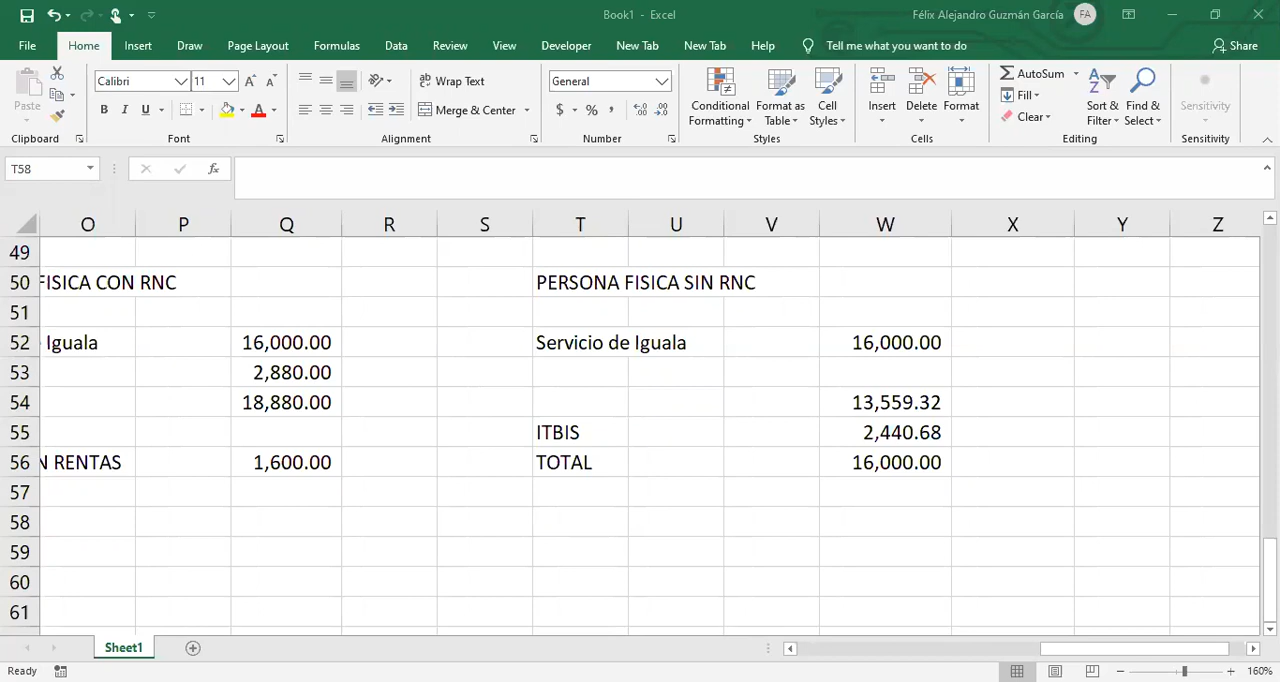 Book1 - Excel
Félix Alejandro Guzmán García
FA
File Home Insert Draw Page Layout Formulas Data Review View Developer New Tab New Tab Help Tell me what you want to do Share
Paste
Calibri 11
B I U
Wrap Text
Merge & Center
General
$ % ,
Conditional Formatting
Format as Table
Cell Styles
Insert Delete Format
AutoSum
Fill
Clear
Sort & Filter
Find & Select
Sensitivity
Clipboard Font Alignment Number Styles Cells Editing Sensitivity
T58 fx
O P Q R S T U V W X Y Z
49
50 FISICA CON RNC PERSONA FISICA SIN RNC
51
52 Iguala 16,000.00 Servicio de Iguala 16,000.00
53 2,880.00
54 18,880.00 13,559.32
55 ITBIS 2,440.68
56 N RENTAS 1,600.00 TOTAL 16,000.00
57
58
59
60
61
Sheet1
Ready 160%